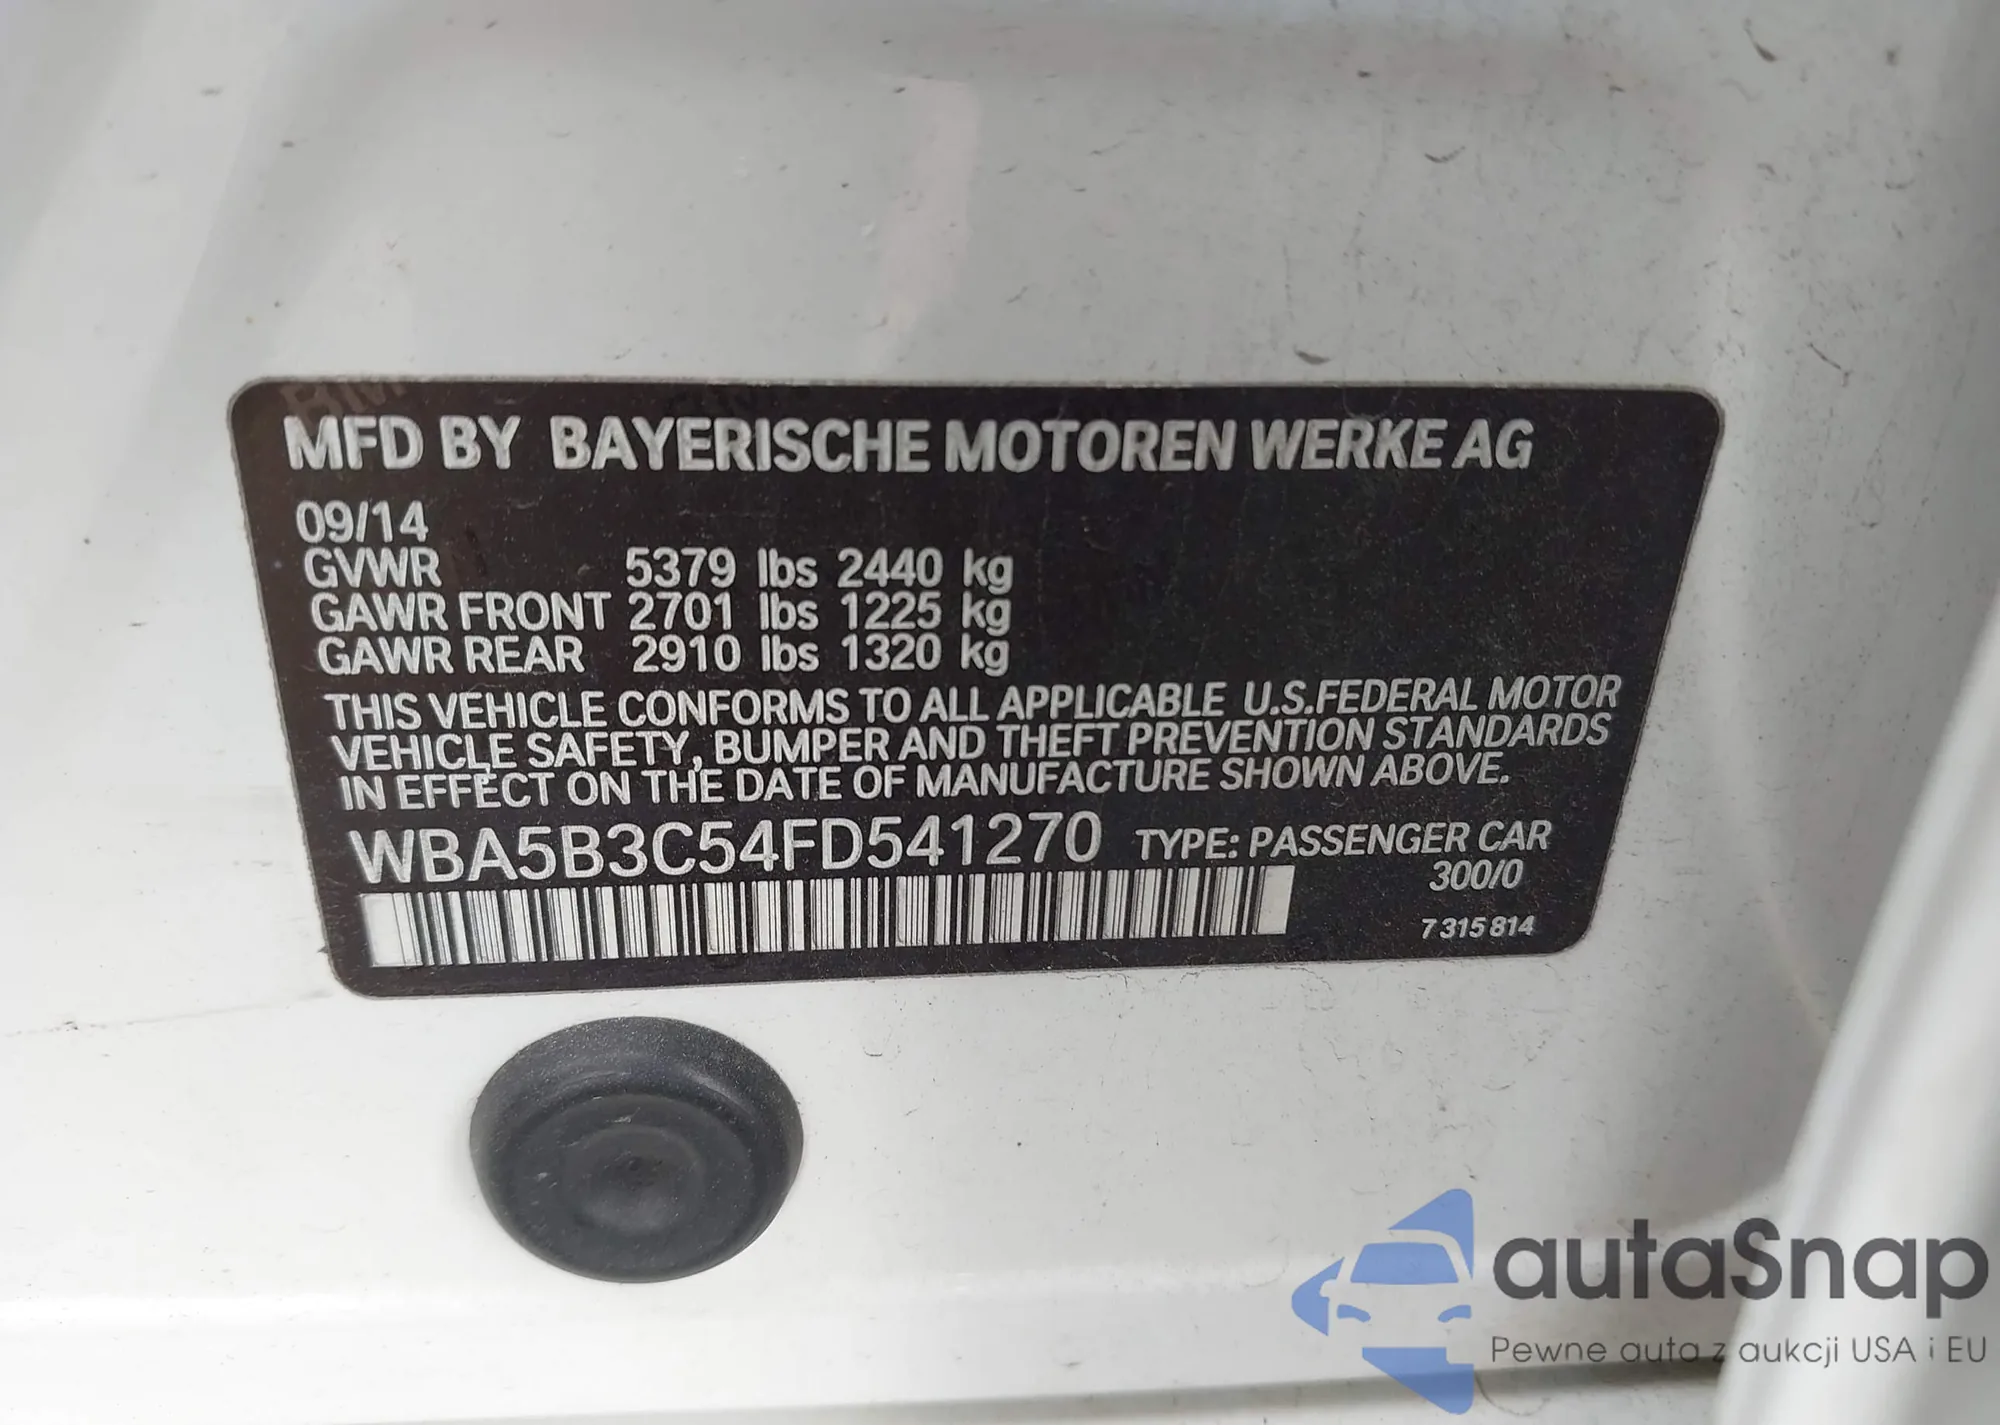 MFD BY BAYERISCHE MOTOREN WERKE AG
09/14
GVWR 5379 lbs 2440 kg
GAWR FRONT 2701 lbs 1225 kg
GAWR REAR 2910 lbs 1320 kg
THIS VEHICLE CONFORMS TO ALL APPLICABLE U.S.FEDERAL MOTOR
VEHICLE SAFETY, BUMPER AND THEFT PREVENTION STANDARDS
IN EFFECT ON THE DATE OF MANUFACTURE SHOWN ABOVE.
WBA5B3C54FD541270 TYPE: PASSENGER CAR
300/0
7 315 814
autaSnap
Pewne auta z aukcji USA i EU